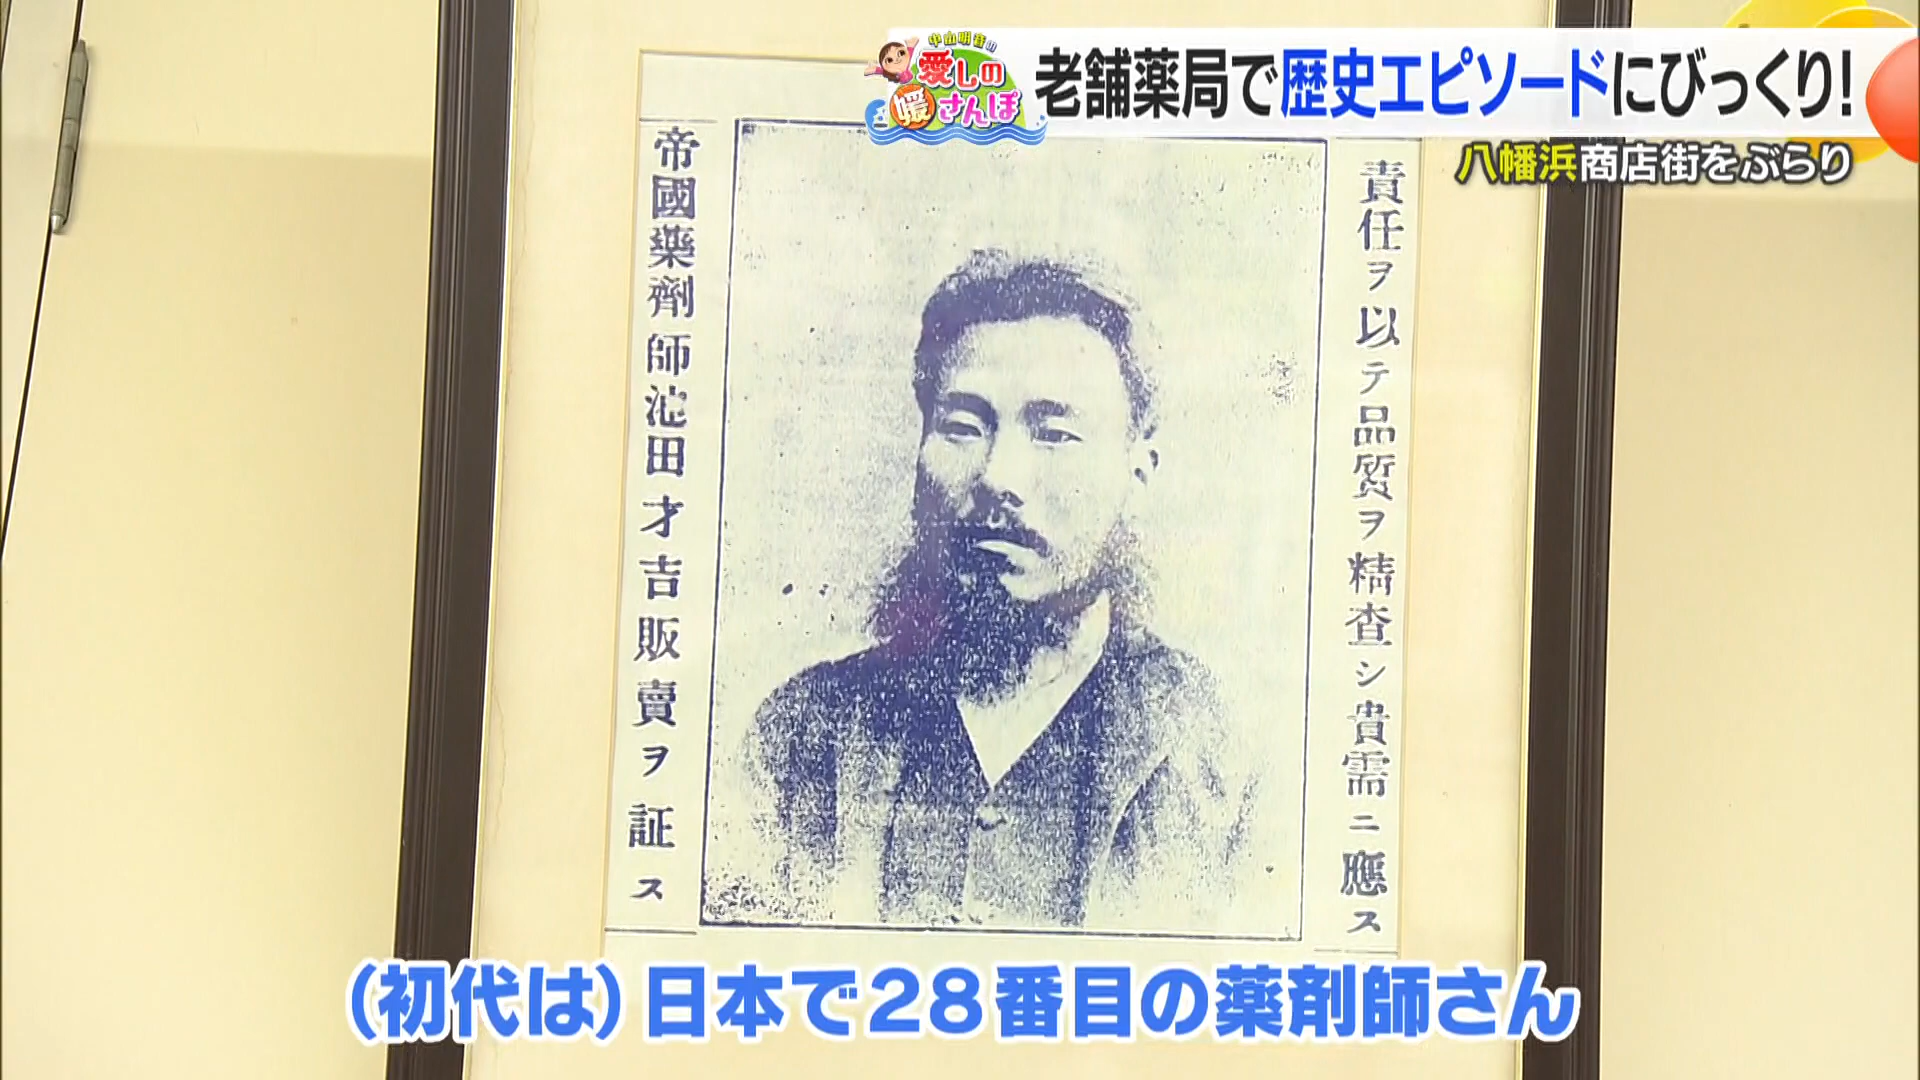 中山明音の
愛しの
媛さんぽ
老舗薬局で歴史エピソードにびっくり!
八幡浜商店街をぶらり
責任ヲ以テ品質ヲ精査シ貴需ニ應ス
帝國藥劑師池田才吉販賣ヲ証ス
(初代は)日本で28番目の薬剤師さん